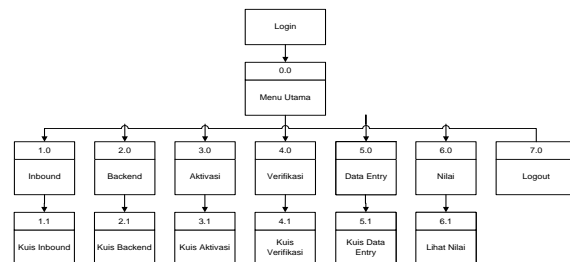 Login
0.0
Menu Utama
1.0
2.0
3.0
4.0
5.0
6.0
7.0
Inbound
Backend
Aktivasi
Verifikasi
Data Entry
Nilai
Logout
1.1
2.1
3.1
4.1
5.1
6.1
Kuis Inbound
Kuis Backend
Kuis Aktivasi
Kuis
Verifikasi
Kuis Data
Entry
Lihat Nilai